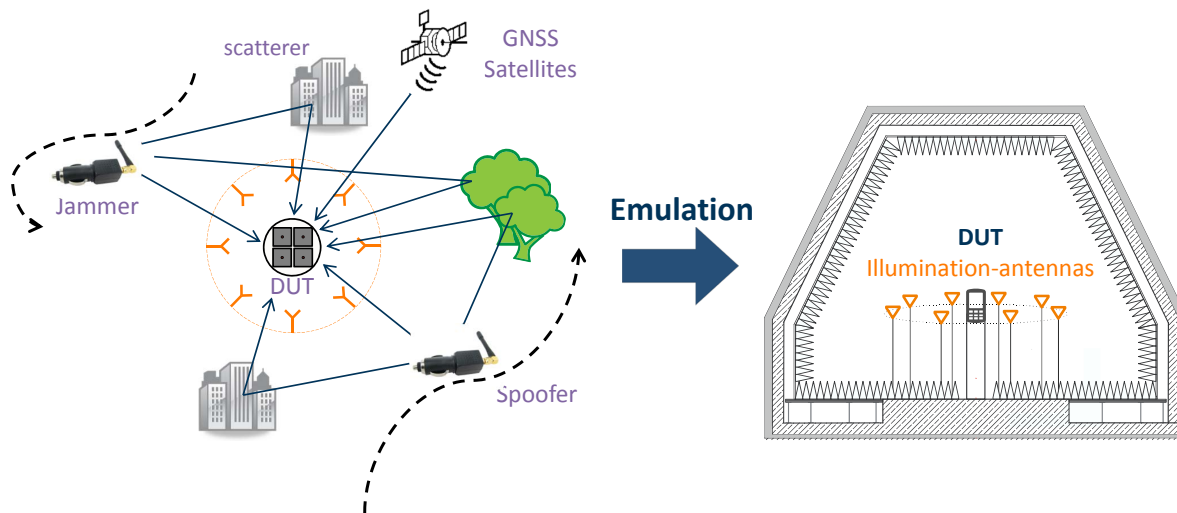 scatterer
GNSS
Satellites
Jammer
DUT
Spoofer
Emulation
DUT
Illumination-antennas